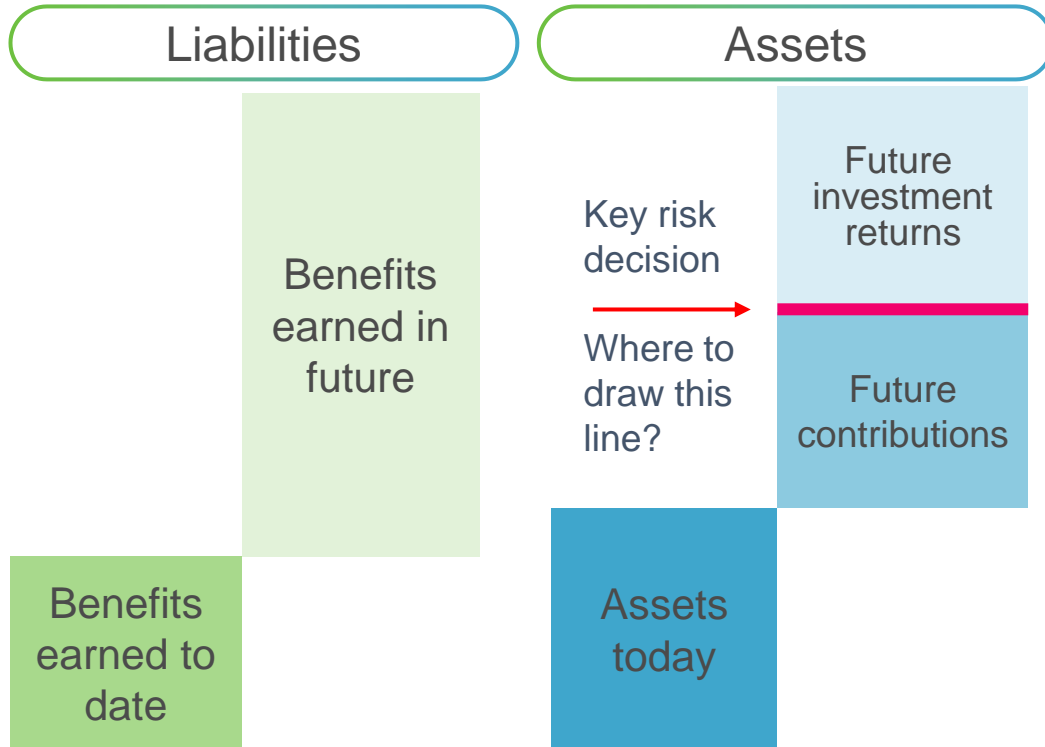 Liabilities
Benefits
earned in
future
Benefits
earned to
date
Assets
Future
investment
returns
Key risk
decision
Where to
draw this
line?
Future
contributions
Assets
today